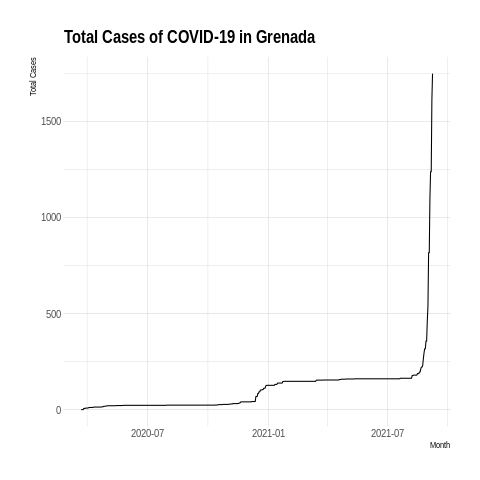 Total Cases of COVID-19 in Grenada
Total Cases
1500
1000
500
0
2020-07
2021-01
2021-07
Month